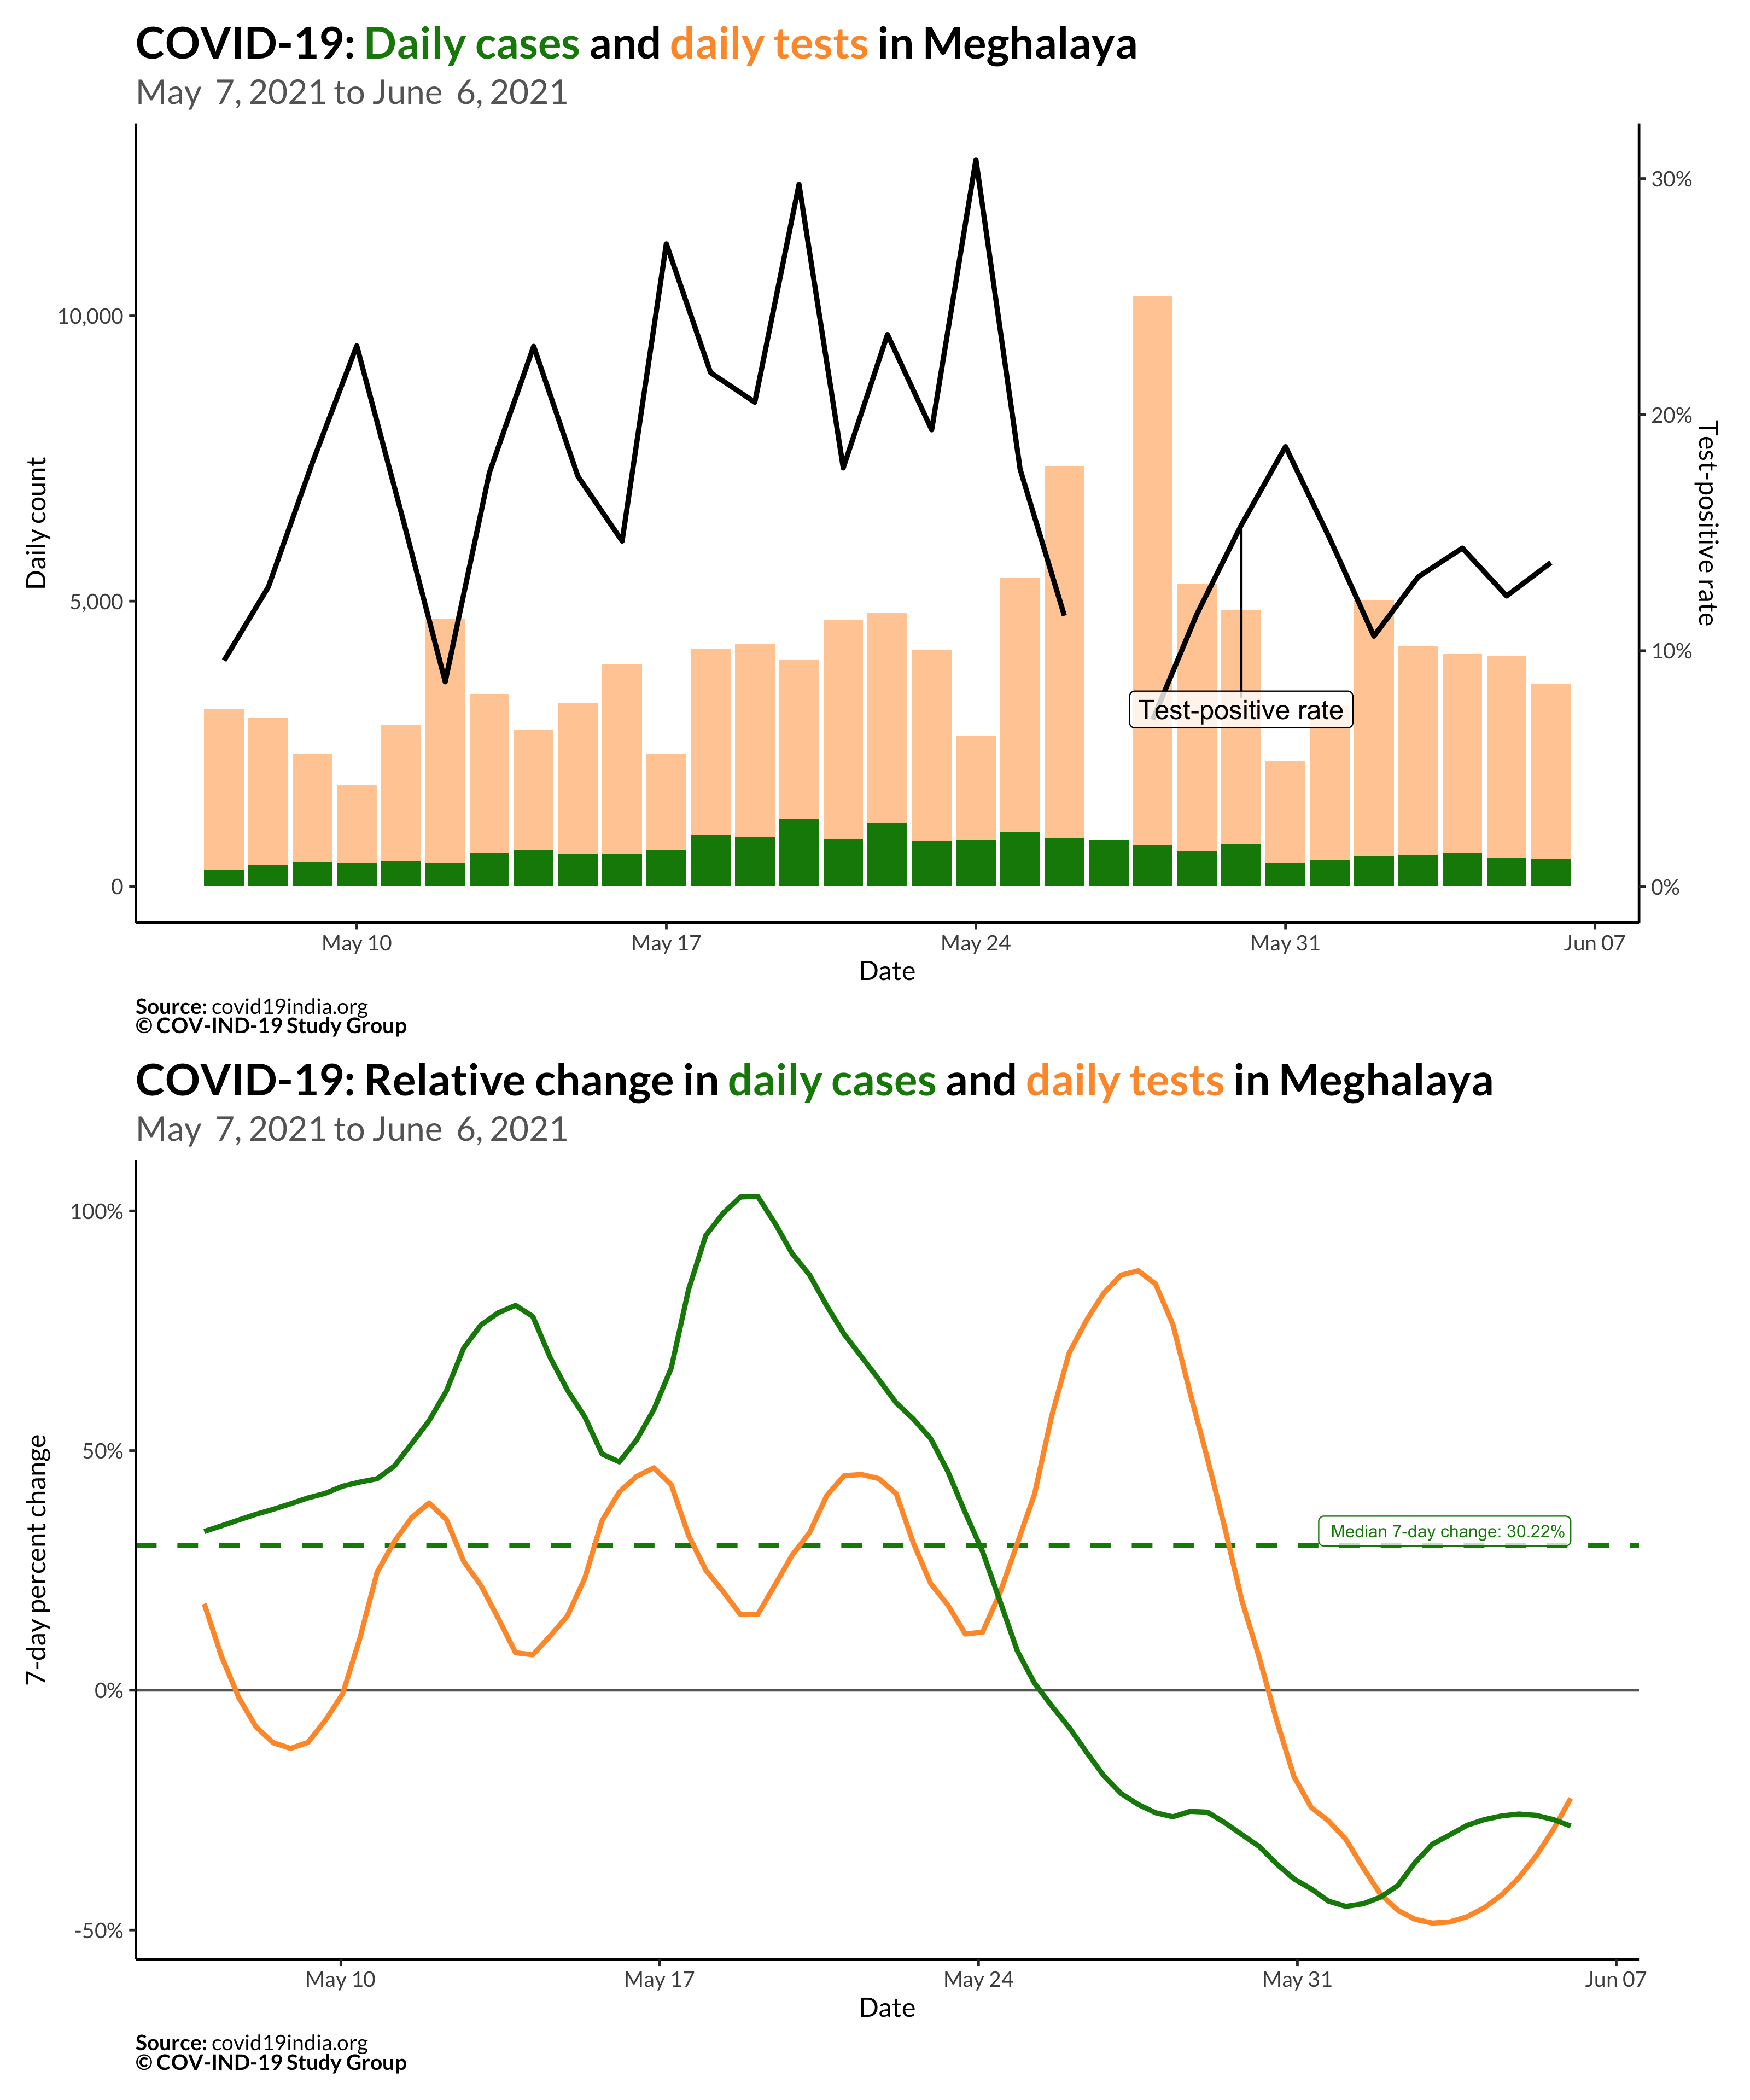 COVID-19: Daily cases and daily tests in Meghalaya
May 7, 2021 to June 6, 2021
30%
10,000
20%
Test-positive rate
Daily count
5,000
10%
Test-positive rate
0
0%
May 10
May 17
May 24
May 31
Jun 07
Date
Source: covid19india.org
© COV-IND-19 Study Group
COVID-19: Relative change in daily cases and daily tests in Meghalaya
May 7, 2021 to June 6, 2021
100%
50%
7-day percent change
Median 7-day change: 30.22%
0%
-50%
May 10
May 17
May 24
May 31
Jun 07
Date
Source: covid19india.org
© COV-IND-19 Study Group